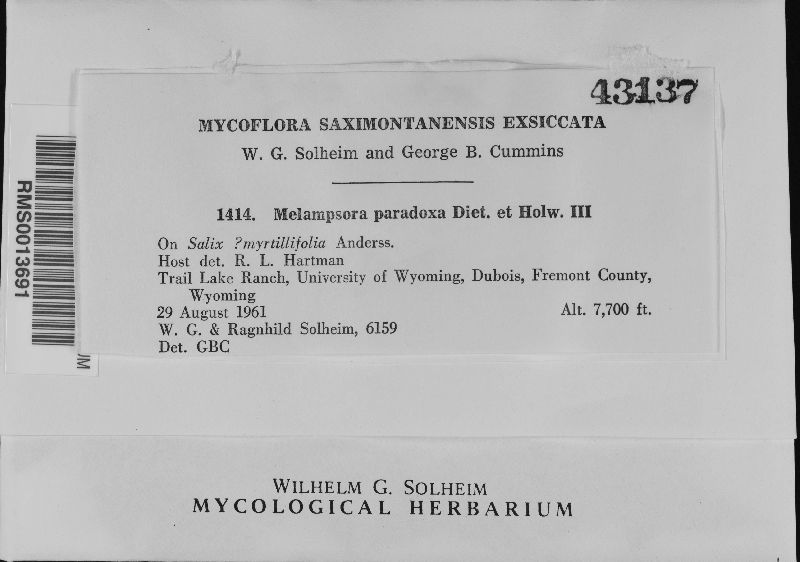 43137
MYCOFLORA SAXIMONTANENSIS EXSICCATA
W. G. Solheim and George B. Cummins
1414. Melampsora paradoxa Diet. et Holw. III
On Salix ?myrtillifolia Anderss.
Host det. R. L. Hartman
Trail Lake Ranch, University of Wyoming, Dubois, Fremont County,
Wyoming
29 August 1961 Alt. 7,700 ft.
W. G. & Ragnhild Solheim, 6159
Det. GBC
RMS0013691
UM
WILHELM G. SOLHEIM
MYCOLOGICAL HERBARIUM